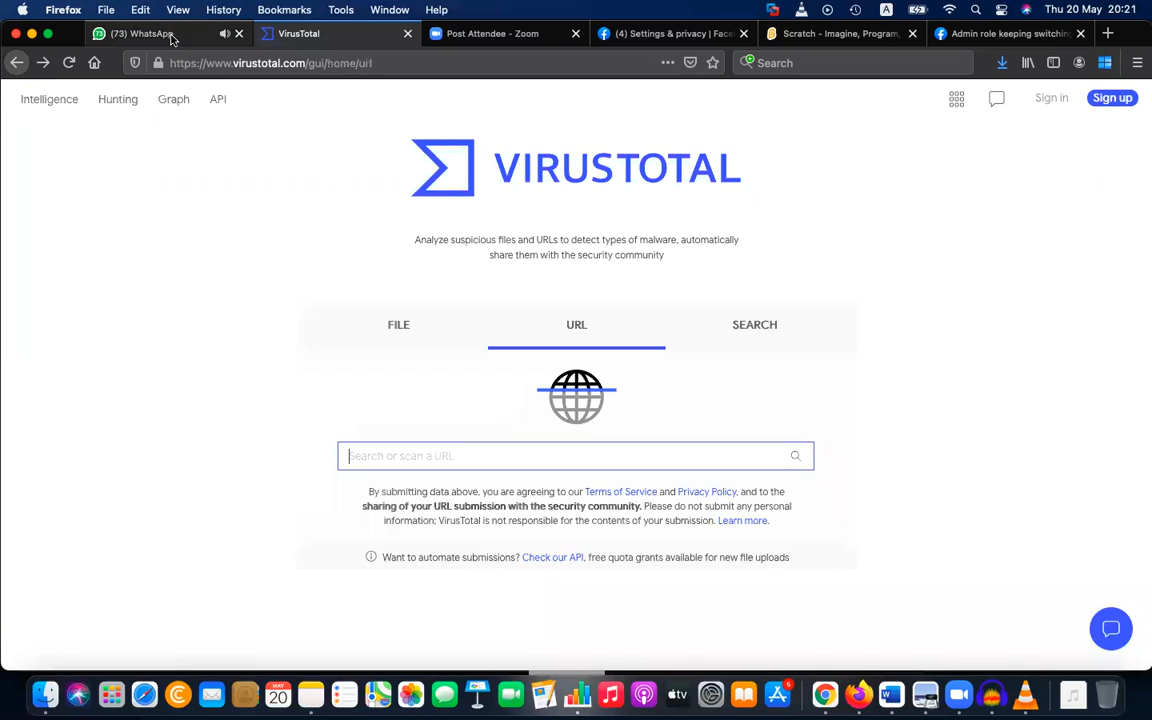 Firefox File Edit View History Bookmarks Tools Window Help A Thu 20 May 20:21
(73) WhatsApp VirusTotal Post Attendee - Zoom (4) Settings & privacy | Face Scratch - Imagine, Program, Admin role keeping switching
https://www.virustotal.com/gui/home/url Search
Intelligence Hunting Graph API Sign in Sign up
VIRUSTOTAL
Analyze suspicious files and URLs to detect types of malware, automatically
share them with the security community
FILE URL SEARCH
Search or scan a URL
By submitting data above, you are agreeing to our Terms of Service and Privacy Policy, and to the
sharing of your URL submission with the security community. Please do not submit any personal
information; VirusTotal is not responsible for the contents of your submission. Learn more.
Want to automate submissions? Check our API, free quota grants available for new file uploads
MAY
20
tv
6